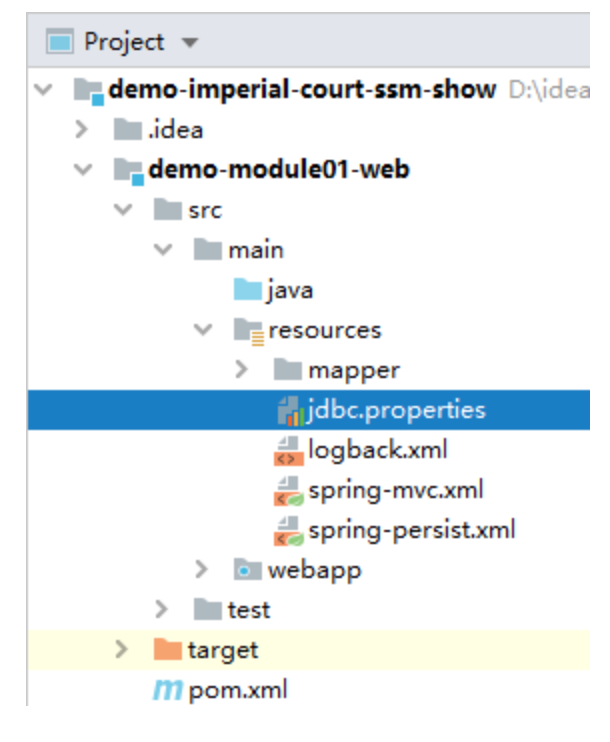 Project
demo-imperial-court-ssm-show D:\idea
.idea
demo-module01-web
src
main
java
resources
mapper
jdbc.properties
logback.xml
spring-mvc.xml
spring-persist.xml
webapp
test
target
m pom.xml